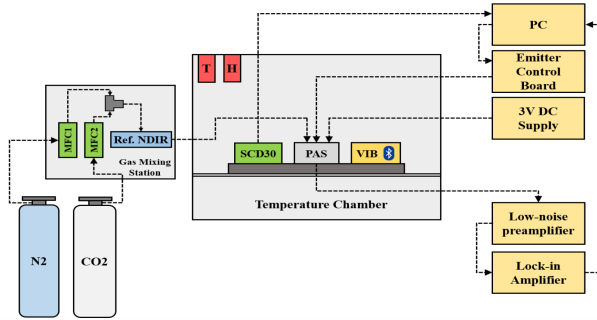 T
H
MFC1
MFC2
Ref. NDIR
Gas Mixing
Station
N2
CO2
SCD30
PAS
VIB
Temperature Chamber
PC
Emitter
Control
Board
3V DC
Supply
Low-noise
preamplifier
Lock-in
Amplifier